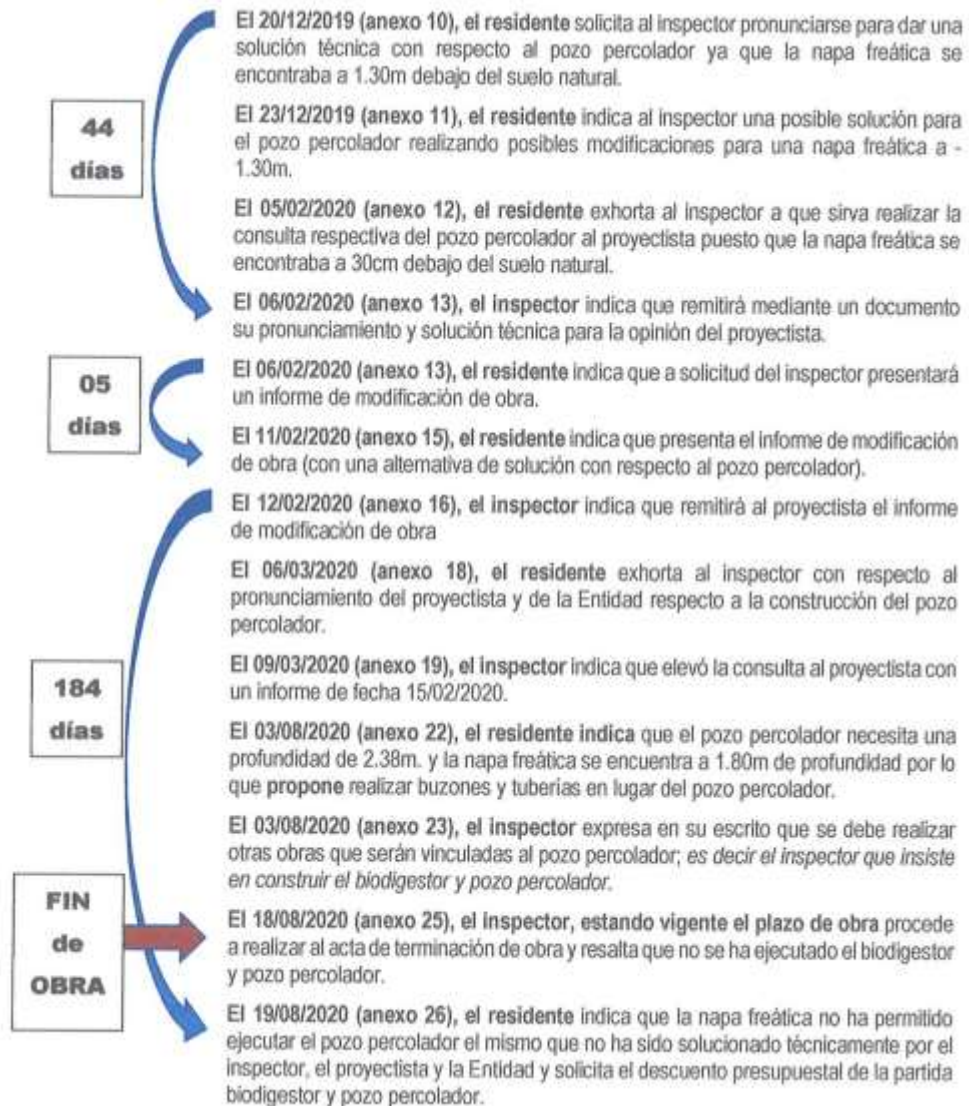 El 20/12/2019 (anexo 10), el residente solicita al inspector pronunciarse para dar una
solución técnica con respecto al pozo percolador ya que la napa freática se
encontraba a 1.30m debajo del suelo natural.
44
días
El 23/12/2019 (anexo 11), el residente indica al inspector una posible solución para
el pozo percolador realizando posibles modificaciones para una napa freática a -
1.30m.
El 05/02/2020 (anexo 12), el residente exhorta al inspector a que sirva realizar la
consulta respectiva del pozo percolador al proyectista puesto que la napa freática se
encontraba a 30cm debajo del suelo natural.
El 06/02/2020 (anexo 13), el inspector indica que remitirá mediante un documento
su pronunciamiento y solución técnica para la opinión del proyectista.
05
días
El 06/02/2020 (anexo 13), el residente indica que a solicitud del inspector presentará
un informe de modificación de obra.
El 11/02/2020 (anexo 15), el residente indica que presenta el informe de modificación
de obra (con una alternativa de solución con respecto al pozo percolador).
El 12/02/2020 (anexo 16), el inspector indica que remitirá al proyectista el informe
de modificación de obra
El 06/03/2020 (anexo 18), el residente exhorta al inspector con respecto al
pronunciamiento del proyectista y de la Entidad respecto a la construcción del pozo
percolador.
184
días
El 09/03/2020 (anexo 19), el inspector indica que elevó la consulta al proyectista con
un informe de fecha 15/02/2020.
El 03/08/2020 (anexo 22), el residente indica que el pozo percolador necesita una
profundidad de 2.38m. y la napa freática se encuentra a 1.80m de profundidad por lo
que propone realizar buzones y tuberías en lugar del pozo percolador.
El 03/08/2020 (anexo 23), el inspector expresa en su escrito que se debe realizar
otras obras que serán vinculadas al pozo percolador; es decir el inspector que insiste
en construir el biodigestor y pozo percolador.
FIN
de
OBRA
El 18/08/2020 (anexo 25), el inspector, estando vigente el plazo de obra procede
a realizar al acta de terminación de obra y resalta que no se ha ejecutado el biodigestor
y pozo percolador.
El 19/08/2020 (anexo 26), el residente indica que la napa freática no ha permitido
ejecutar el pozo percolador el mismo que no ha sido solucionado técnicamente por el
inspector, el proyectista y la Entidad y solicita el descuento presupuestal de la partida
biodigestor y pozo percolador.